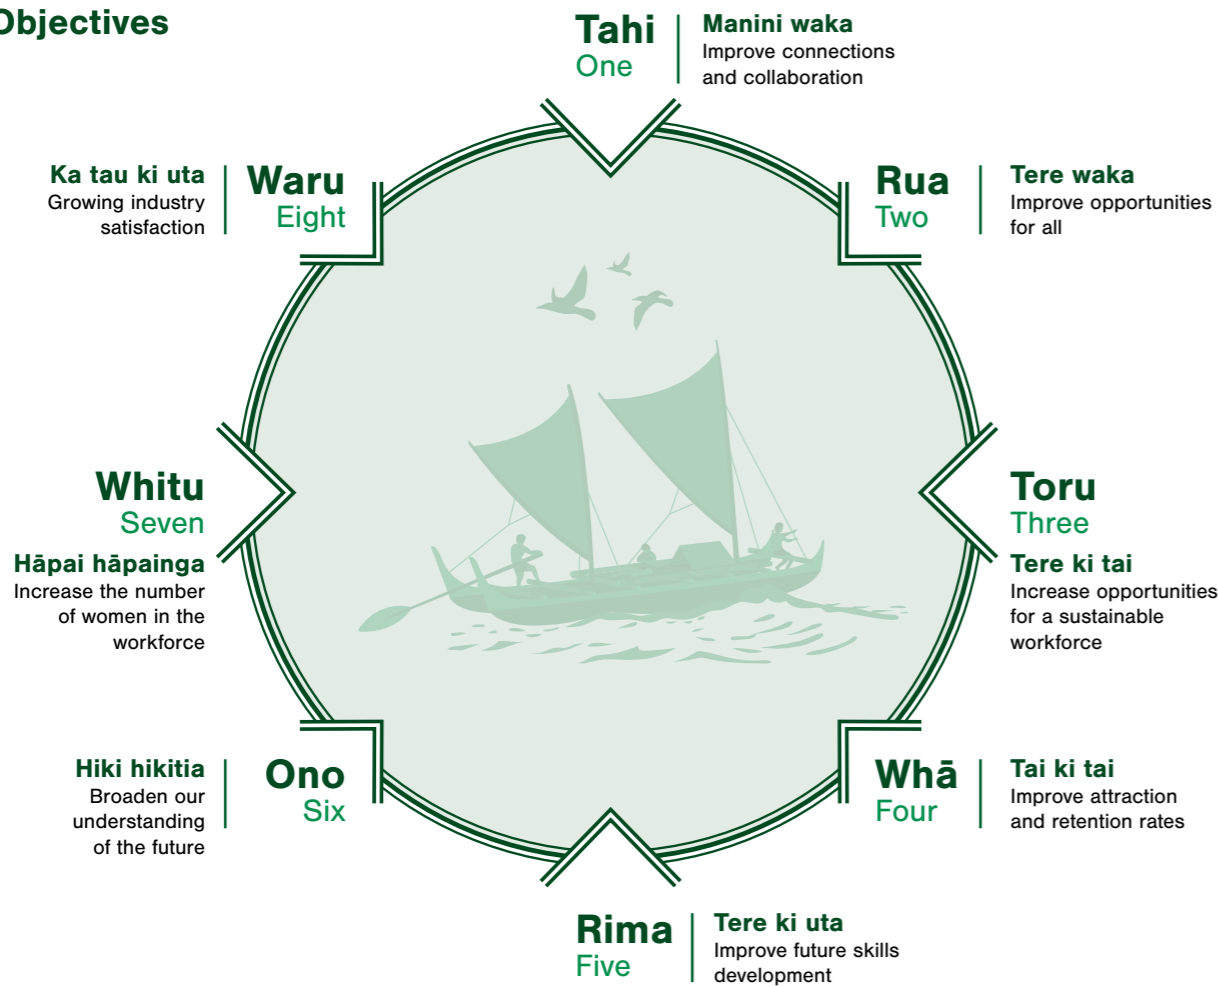 Objectives
Tahi
One
Manini waka
Improve connections
and collaboration
Rua
Two
Tere waka
Improve opportunities
for all
Toru
Three
Tere ki tai
Increase opportunities
for a sustainable
workforce
Whā
Four
Tai ki tai
Improve attraction
and retention rates
Rima
Five
Tere ki uta
Improve future skills
development
Ono
Six
Hiki hikitia
Broaden our
understanding
of the future
Whitu
Seven
Hāpai hāpainga
Increase the number
of women in the
workforce
Waru
Eight
Ka tau ki uta
Growing industry
satisfaction